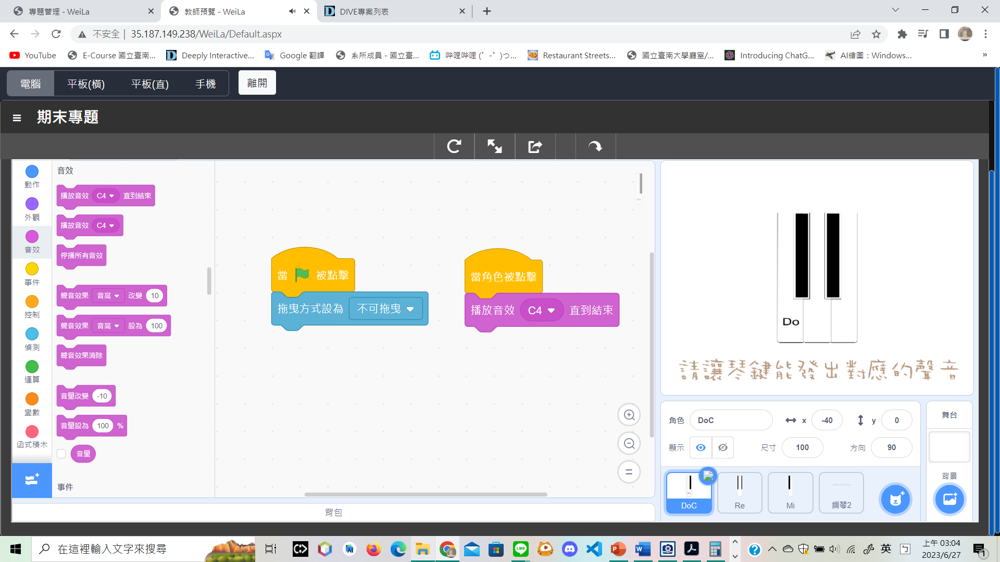 專題管理 - WeiLa
教師預覽 - WeiLa
DIVE專案列表
不安全
35.187.149.238/WeiLa/Default.aspx
YouTube
E-Course 國立臺南...
Deeply Interactive...
Google 翻譯
系所成員 - 國立臺...
哔哩哔哩 (゜-゜)つ...
Restaurant Streets...
國立臺南大學廳室/...
Introducing ChatG...
AI繪圖：Windows...
»
電腦
平板(橫)
平板(直)
手機
離開
期末專題
動作
外觀
音效
事件
控制
偵測
運算
變數
函式積木
音效
播放音效 C4 直到結束
播放音效 C4
停播所有音效
聲音效果 音高 改變 10
聲音效果 音高 設為 100
聲音效果清除
音量改變 -10
音量設為 100 %
音量
事件
當 被點擊
拖曳方式設為 不可拖曳
當角色被點擊
播放音效 C4 直到結束
背包
Do
請讓琴鍵能發出對應的聲音
角色 DoC x -40 y 0
顯示 尺寸 100 方向 90
DoC
Re
Mi
鋼琴2
舞台
背景
在這裡輸入文字來搜尋
英
上午 03:04
2023/6/27
1